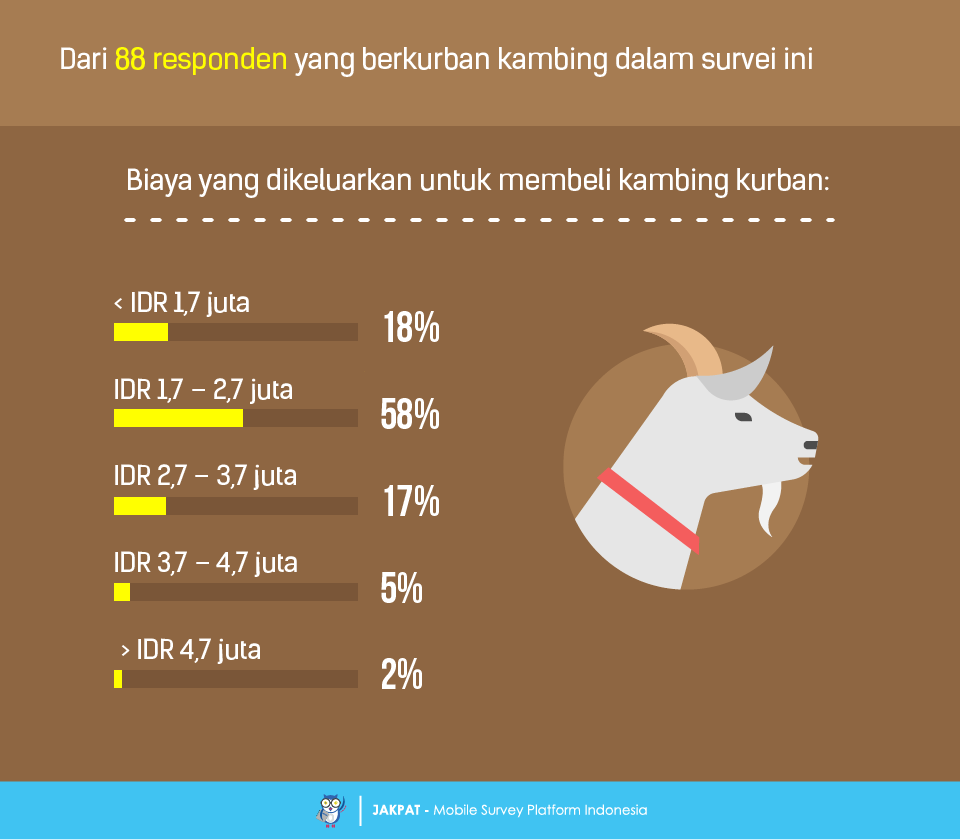 Dari 88 responden yang berkurban kambing dalam survei ini
Biaya yang dikeluarkan untuk membeli kambing kurban:
< IDR 1,7 juta
18%
IDR 1,7 – 2,7 juta
58%
IDR 2,7 – 3,7 juta
17%
IDR 3,7 – 4,7 juta
5%
> IDR 4,7 juta
2%
JAKPAT - Mobile Survey Platform Indonesia